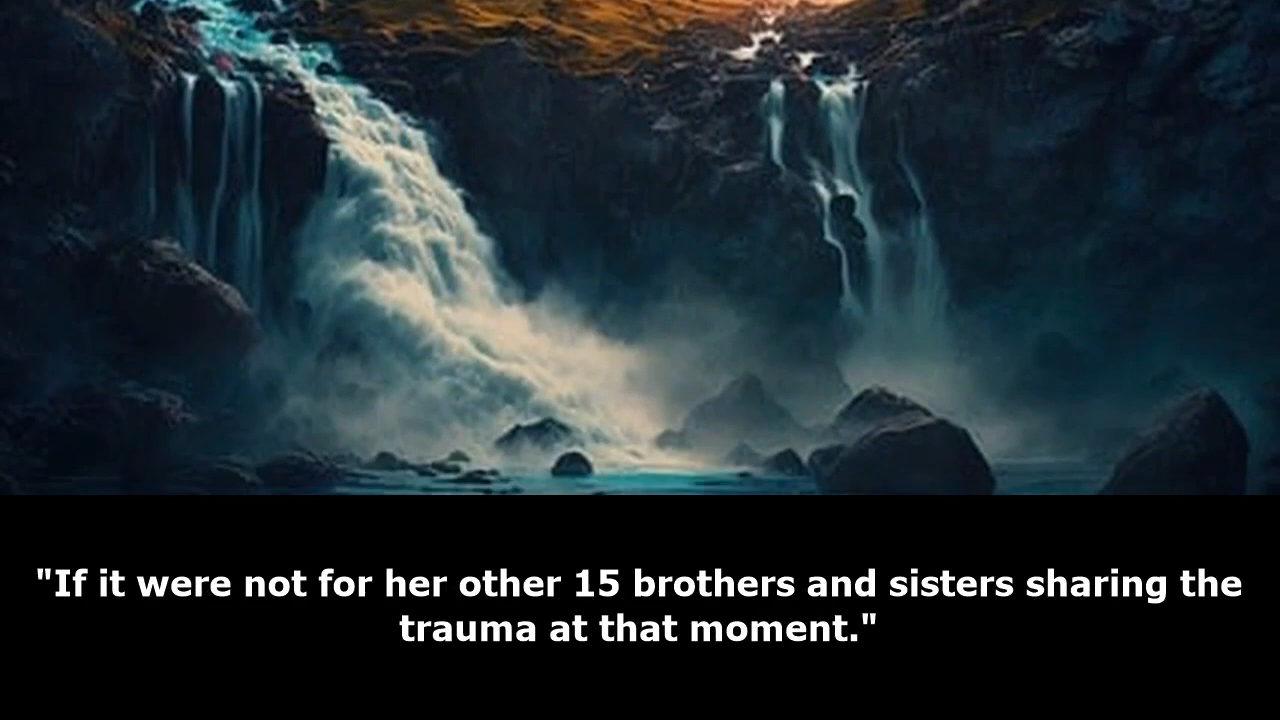 "If it were not for her other 15 brothers and sisters sharing the
trauma at that moment."